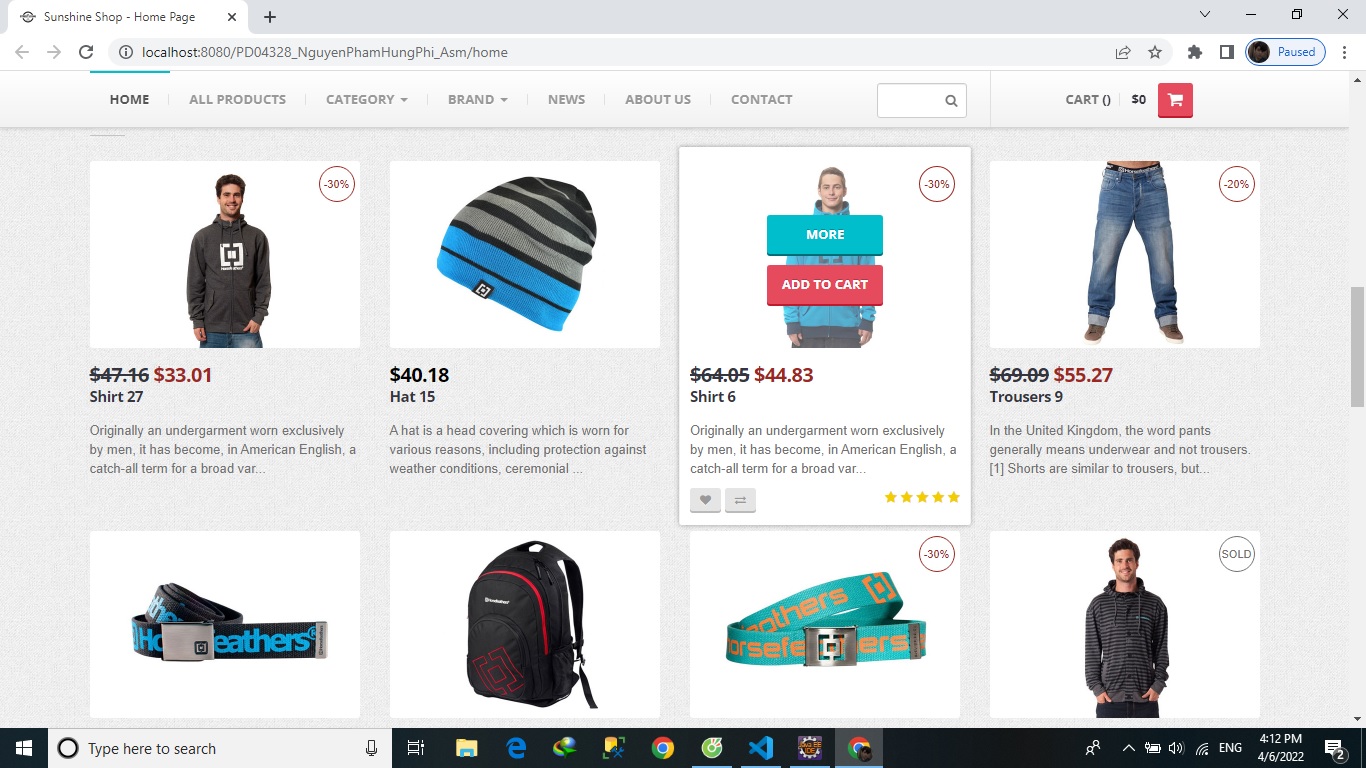 Sunshine Shop - Home Page
localhost:8080/PD04328_NguyenPhamHungPhi_Asm/home
Paused
HOME
ALL PRODUCTS
CATEGORY
BRAND
NEWS
ABOUT US
CONTACT
CART ()
$0
-30%
-30%
-20%
Horsefeathers
MORE
ADD TO CART
$47.16 $33.01
Shirt 27
Originally an undergarment worn exclusively
by men, it has become, in American English, a
catch-all term for a broad var...
$40.18
Hat 15
A hat is a head covering which is worn for
various reasons, including protection against
weather conditions, ceremonial ...
$64.05 $44.83
Shirt 6
Originally an undergarment worn exclusively
by men, it has become, in American English, a
catch-all term for a broad var...
$69.09 $55.27
Trousers 9
In the United Kingdom, the word pants
generally means underwear and not trousers.
[1] Shorts are similar to trousers, but...
-30%
SOLD
Horsefeathers
Type here to search
ENG
4:12 PM
4/6/2022
2